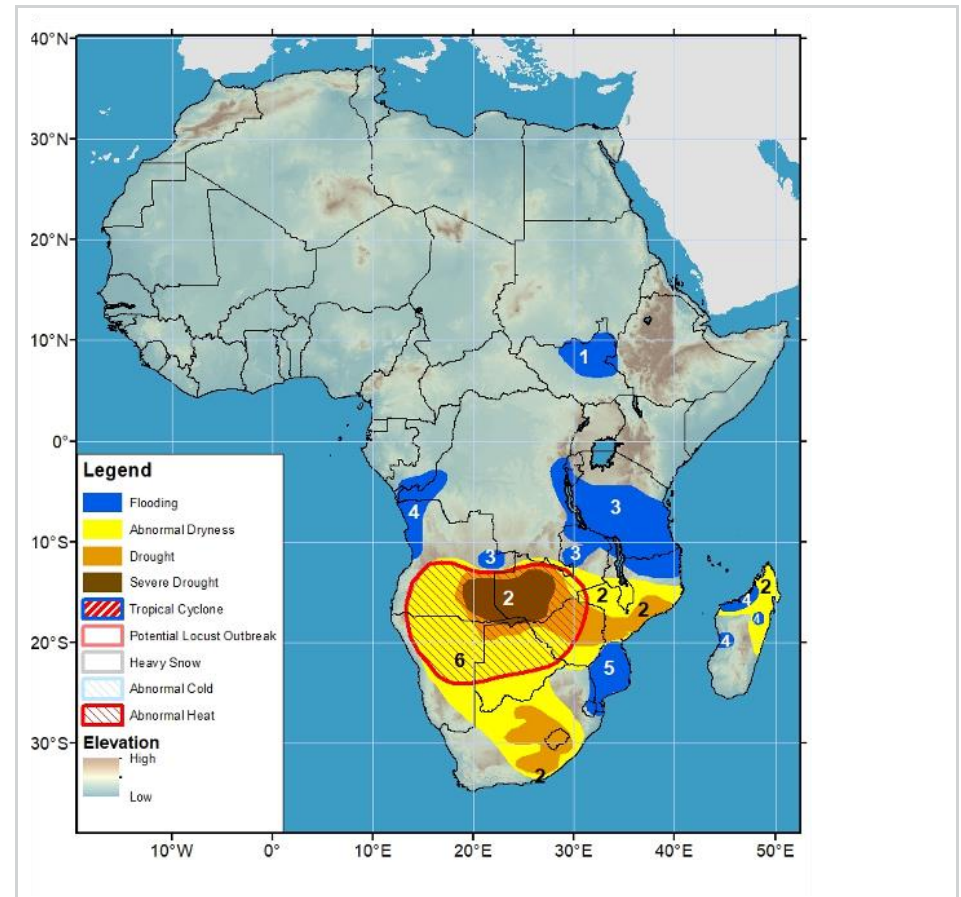 40°N
30°N
20°N
10°N
0°
10°S
20°S
30°S
10°W
0°
10°E
20°E
30°E
40°E
50°E
1
3
4
3
3
2
2
2
2
4
4
4
5
6
2
Legend
Flooding
Abnormal Dryness
Drought
Severe Drought
Tropical Cyclone
Potential Locust Outbreak
Heavy Snow
Abnormal Cold
Abnormal Heat
Elevation
High
Low